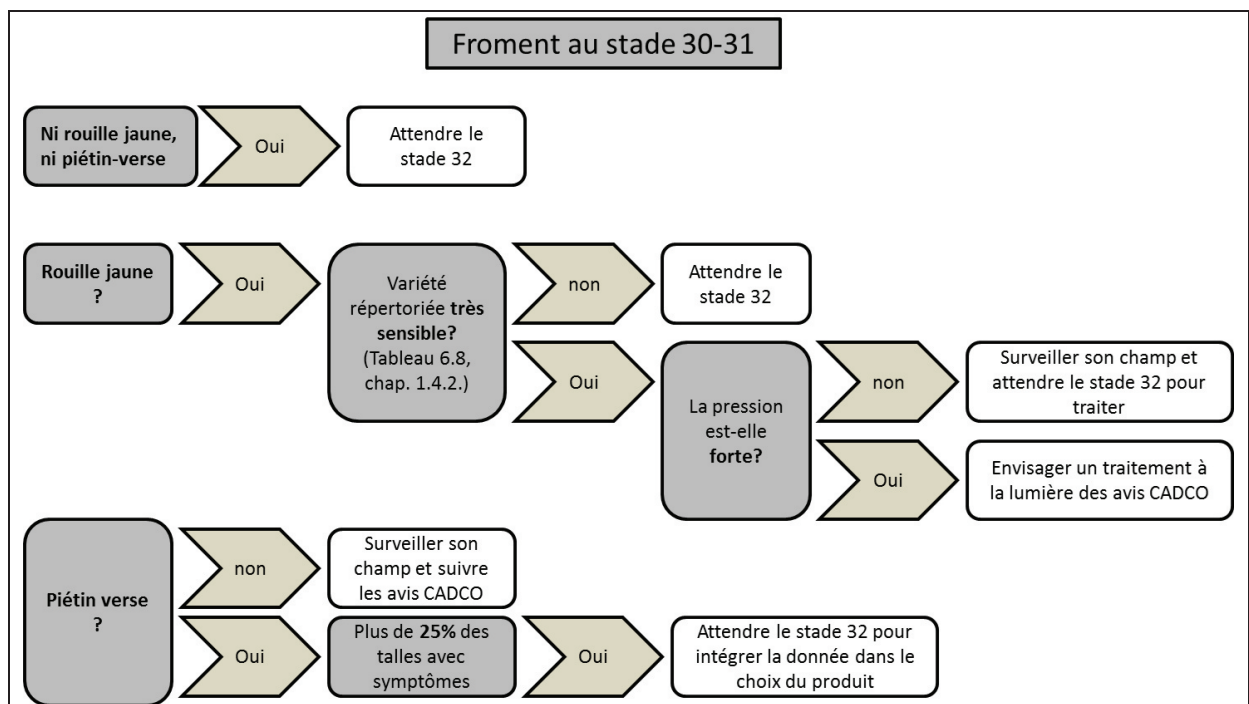 Froment au stade 30-31
Ni rouille jaune,
ni piétin-verse
Oui
Attendre le
stade 32
Rouille jaune
?
Oui
Variété
répertoriée très
sensible?
(Tableau 6.8,
chap. 1.4.2.)
non
Attendre le
stade 32
Oui
La pression
est-elle
forte?
non
Surveiller son champ et
attendre le stade 32 pour
traiter
Oui
Envisager un traitement à
la lumière des avis CADCO
Piétin verse
?
non
Surveiller son
champ et suivre
les avis CADCO
Oui
Plus de 25% des
talles avec
symptômes
Oui
Attendre le stade 32 pour
intégrer la donnée dans le
choix du produit